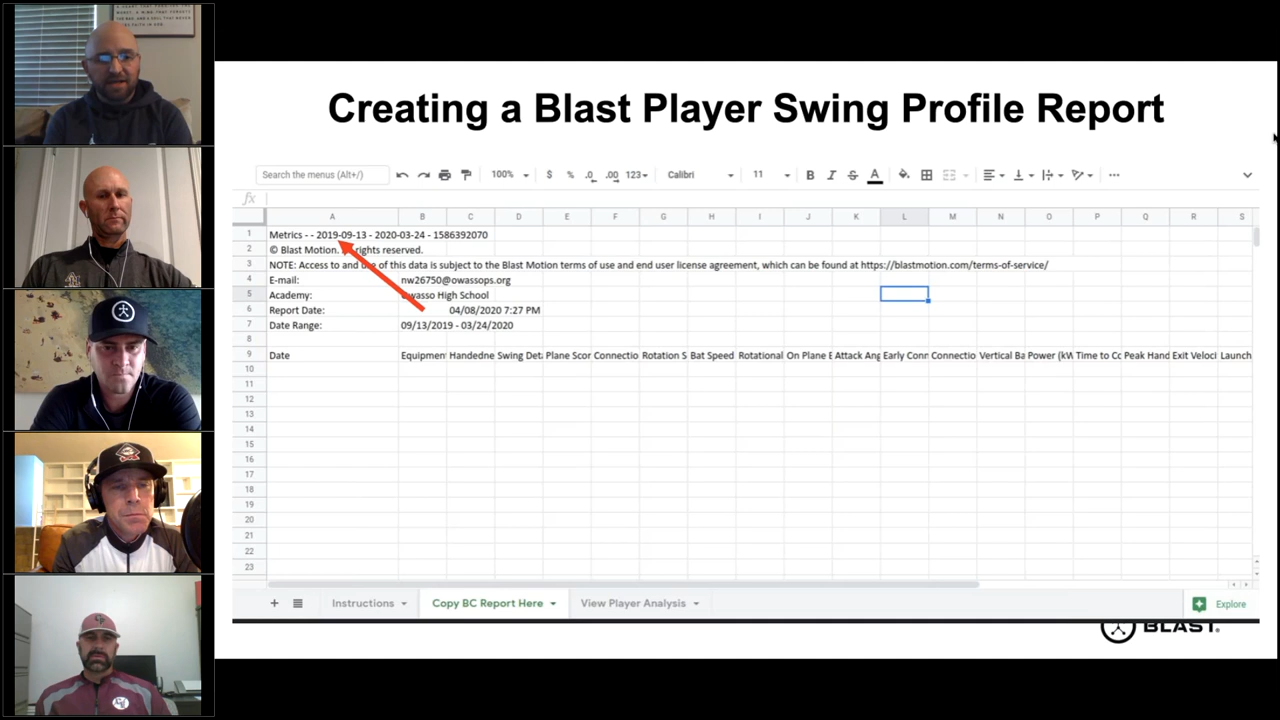 Creating a Blast Player Swing Profile Report
Search the menus (Alt+/)
100%
$ % .0 .00 123
Calibri
11
B I S A
fx
A B C D E F G H I J K L M N O P Q R S
1 Metrics - - 2019-09-13 - 2020-03-24 - 1586392070
2 © Blast Motion. rights reserved.
3 NOTE: Access to and use of this data is subject to the Blast Motion terms of use and end user license agreement, which can be found at https://blastmotion.com/terms-of-service/
4 E-mail: nw26750@owassops.org
5 Academy: Owasso High School
6 Report Date: 04/08/2020 7:27 PM
7 Date Range: 09/13/2019 - 03/24/2020
8
9 Date Equipment Handedne Swing Deta Plane Scor Connectio Rotation S Bat Speed Rotational On Plane E Attack Ang Early Conn Connectio Vertical Ba Power (kW Time to Co Peak Hand Exit Veloci Launch
10
11
12
13
14
15
16
17
18
19
20
21
22
23
+ Instructions Copy BC Report Here View Player Analysis
Explore
BLAST